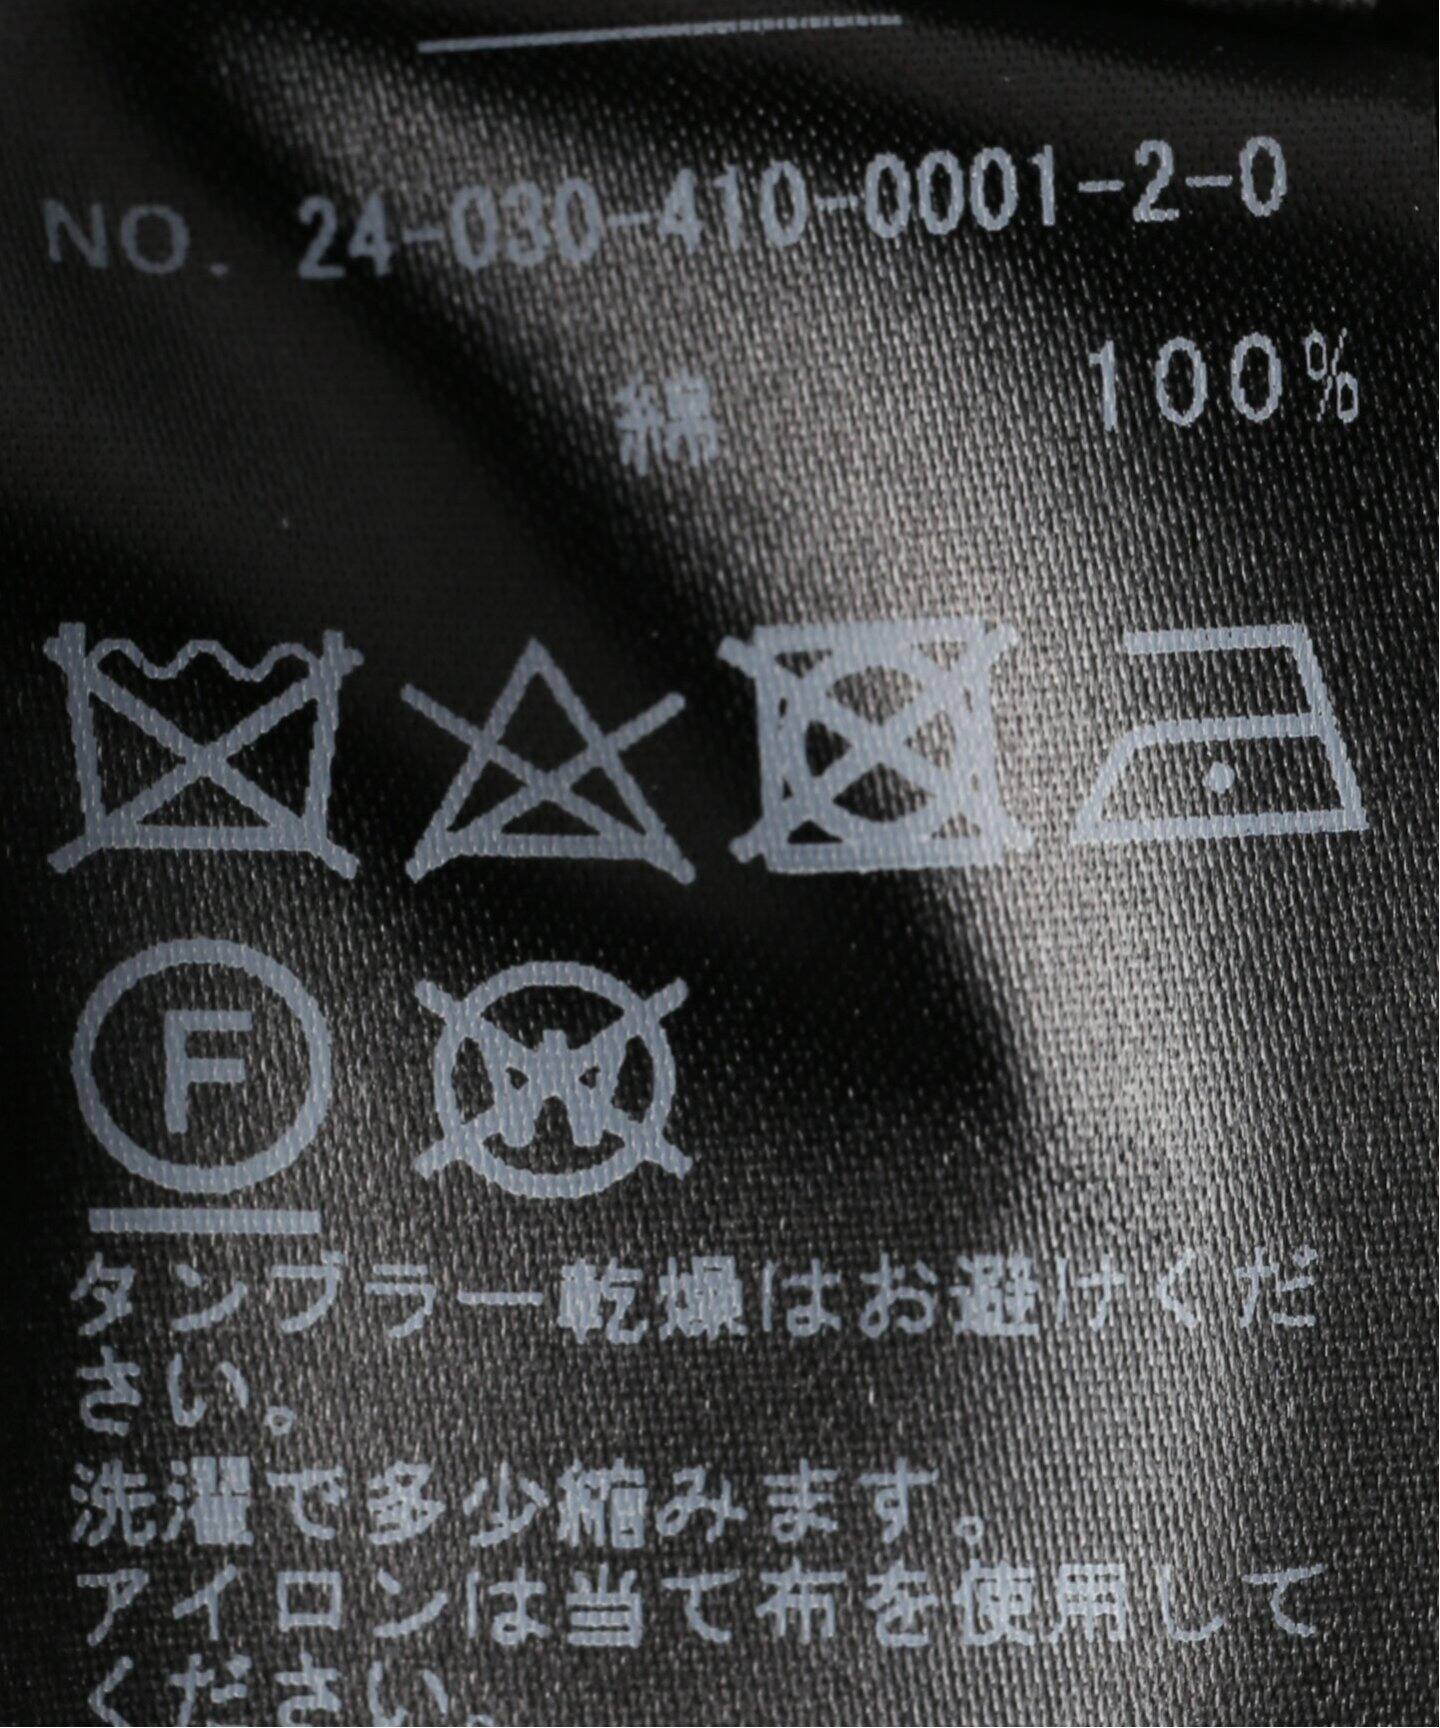 NO. 24-030-410-0001-2-0
綿 100%
F W
タンブラー乾燥はお避けくだ
さい。
洗濯で多少縮みます。
アイロンは当て布を使用して
ください。